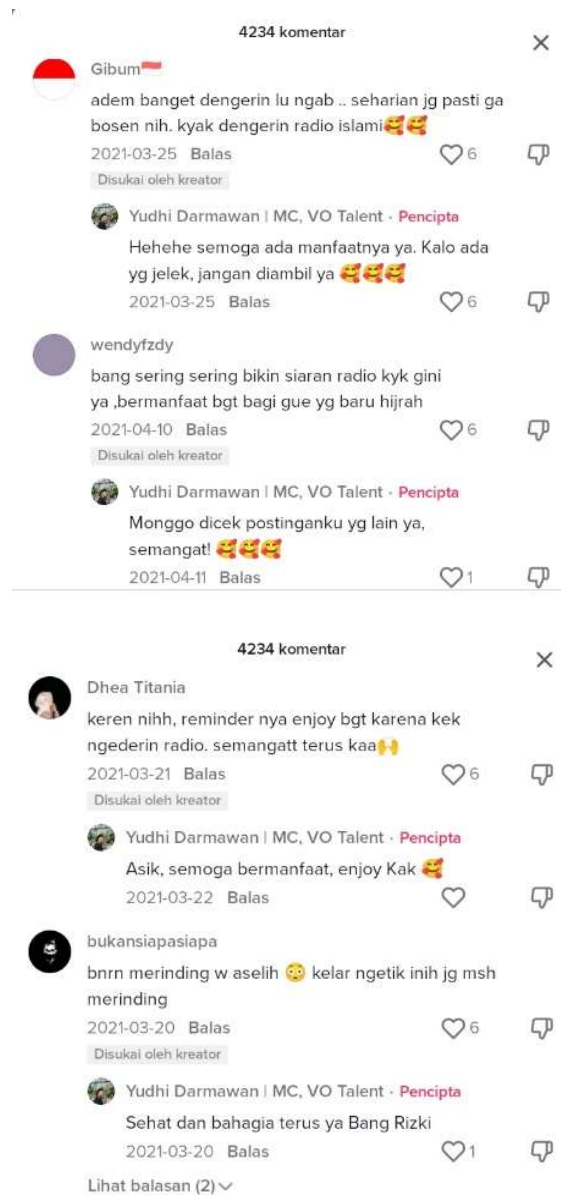 4234 komentar
Gibum🇮🇩
adem banget dengerin lu ngab .. seharian jg pasti ga
bosen nih. kyak dengerin radio islami🥰🥰
2021-03-25 Balas 6
Disukai oleh kreator
Yudhi Darmawan | MC, VO Talent · Pencipta
Hehehe semoga ada manfaatnya ya. Kalo ada
yg jelek, jangan diambil ya 🥰🥰🥰
2021-03-25 Balas 6
wendyfzdy
bang sering sering bikin siaran radio kyk gini
ya ,bermanfaat bgt bagi gue yg baru hijrah
2021-04-10 Balas 6
Disukai oleh kreator
Yudhi Darmawan | MC, VO Talent · Pencipta
Monggo dicek postinganku yg lain ya,
semangat! 🥰🥰🥰
2021-04-11 Balas 1
4234 komentar
Dhea Titania
keren nihh, reminder nya enjoy bgt karena kek
ngederin radio. semangatt terus kaa🙌
2021-03-21 Balas 6
Disukai oleh kreator
Yudhi Darmawan | MC, VO Talent · Pencipta
Asik, semoga bermanfaat, enjoy Kak 🥰
2021-03-22 Balas
bukansiapasiapa
bnrn merinding w aselih 😳 kelar ngetik inih jg msh
merinding
2021-03-20 Balas 6
Disukai oleh kreator
Yudhi Darmawan | MC, VO Talent · Pencipta
Sehat dan bahagia terus ya Bang Rizki
2021-03-20 Balas 1
Lihat balasan (2)